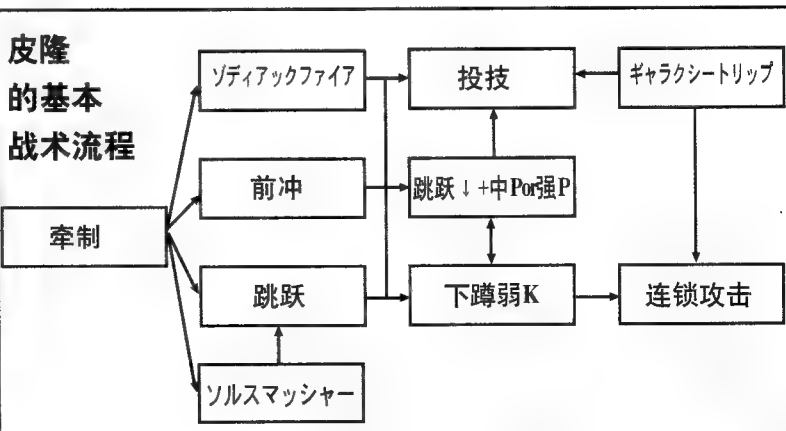 皮隆
的基本
战术流程
ゾディアックファイア
投技
ギャラクシートリップ
前冲
跳跃↓+中Por强P
牵制
跳跃
下蹲弱K
连锁攻击
ソルスマッシャー